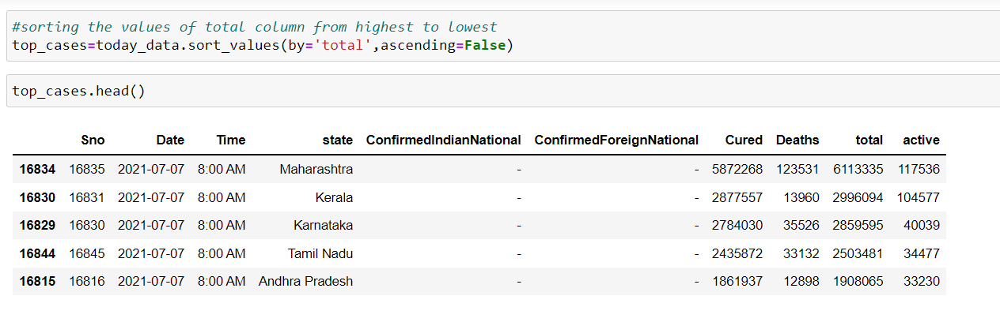 #sorting the values of total column from highest to lowest
top_cases=today_data.sort_values(by='total',ascending=False)
top_cases.head()
Sno Date Time state ConfirmedIndianNational ConfirmedForeignNational Cured Deaths total active
16834 16835 2021-07-07 8:00 AM Maharashtra - - 5872268 123531 6113335 117536
16830 16831 2021-07-07 8:00 AM Kerala - - 2877557 13960 2996094 104577
16829 16830 2021-07-07 8:00 AM Karnataka - - 2784030 35526 2859595 40039
16844 16845 2021-07-07 8:00 AM Tamil Nadu - - 2435872 33132 2503481 34477
16815 16816 2021-07-07 8:00 AM Andhra Pradesh - - 1861937 12898 1908065 33230